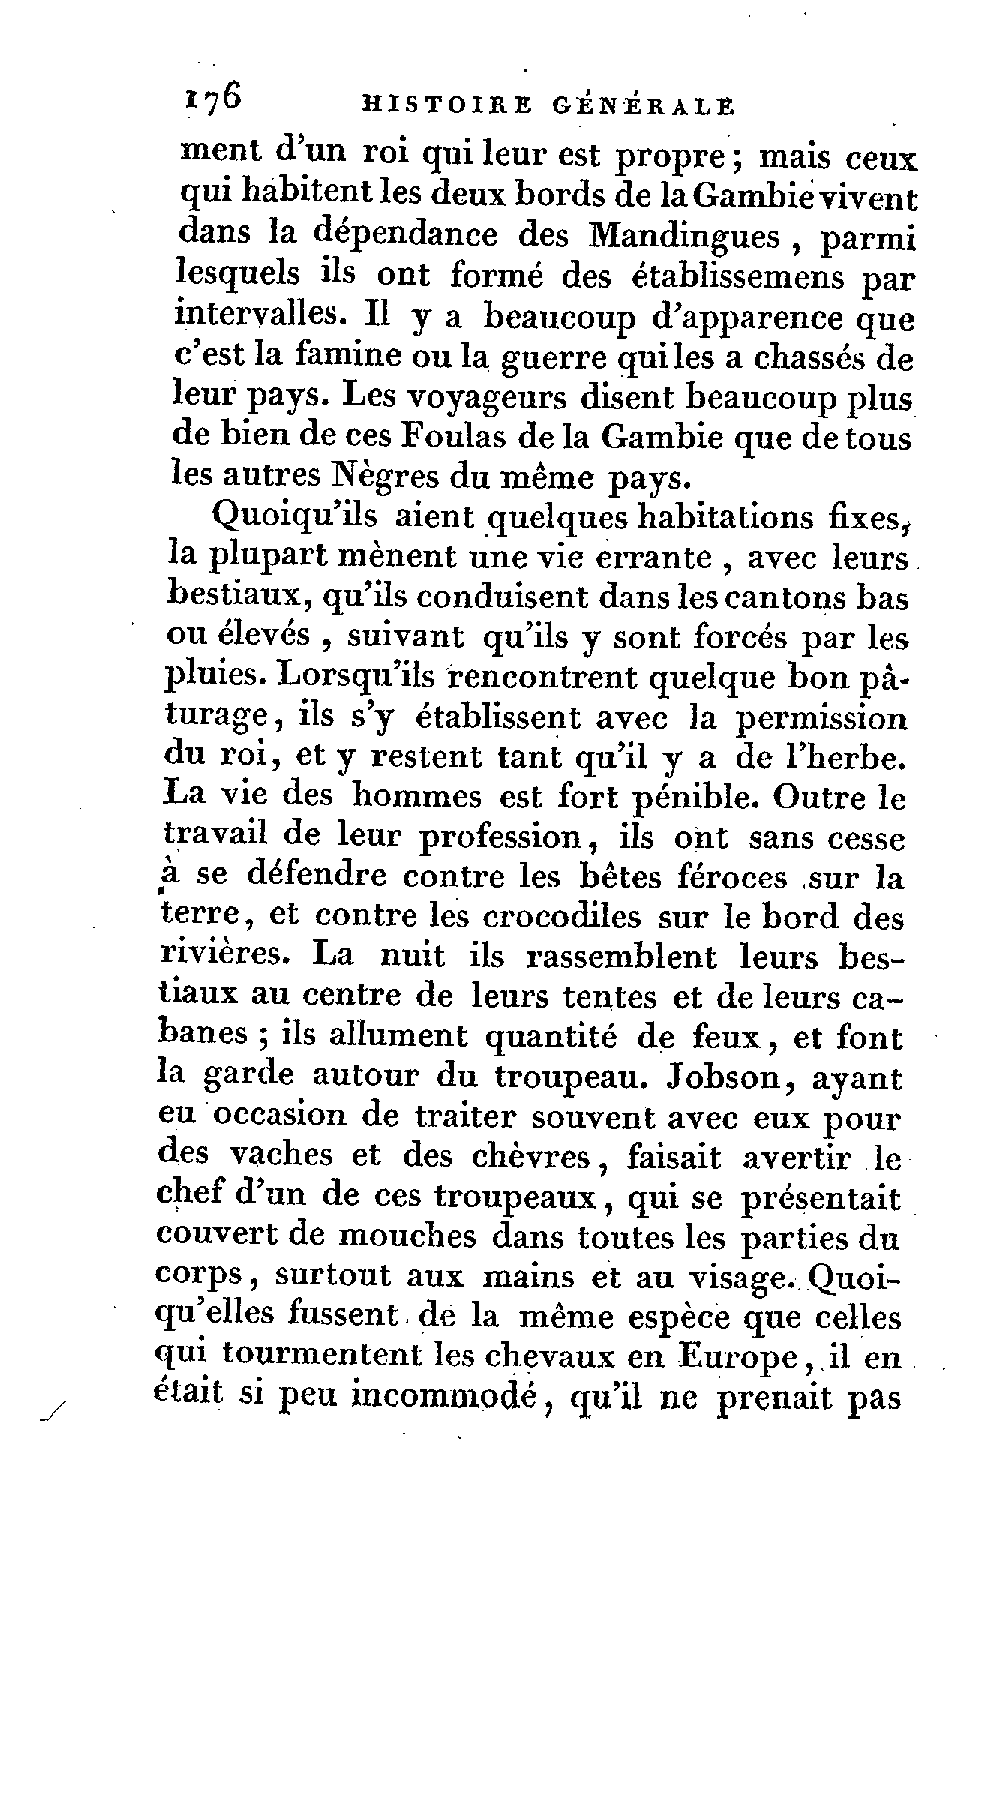 176 HISTOIRE GÉNÉRALE
ment d'un roi qui leur est propre ; mais ceux
qui habitent les deux bords de la Gambie vivent
dans la dépendance des Mandingues , parmi
lesquels ils ont formé des établissemens par
intervalles. Il y a beaucoup d'apparence que
c'est la famine ou la guerre qui les a chassés de
leur pays. Les voyageurs disent beaucoup plus
de bien de ces Foulas de la Gambie que de tous
les autres Nègres du même pays.
Quoiqu'ils aient quelques habitations fixes,
la plupart mènent une vie errante , avec leurs
bestiaux, qu'ils conduisent dans les cantons bas
ou élevés , suivant qu'ils y sont forcés par les
pluies. Lorsqu'ils rencontrent quelque bon pâ-
turage, ils s'y établissent avec la permission
du roi, et y restent tant qu'il y a de l'herbe.
La vie des hommes est fort pénible. Outre le
travail de leur profession, ils ont sans cesse
à se défendre contre les bêtes féroces sur la
terre, et contre les crocodiles sur le bord des
rivières. La nuit ils rassemblent leurs bes-
tiaux au centre de leurs tentes et de leurs ca-
banes ; ils allument quantité de feux, et font
la garde autour du troupeau. Jobson, ayant
eu occasion de traiter souvent avec eux pour
des vaches et des chèvres, faisait avertir le
chef d'un de ces troupeaux, qui se présentait
couvert de mouches dans toutes les parties du
corps, surtout aux mains et au visage. Quoi-
qu'elles fussent de la même espèce que celles
qui tourmentent les chevaux en Europe, il en
était si peu incommodé, qu'il ne prenait pas